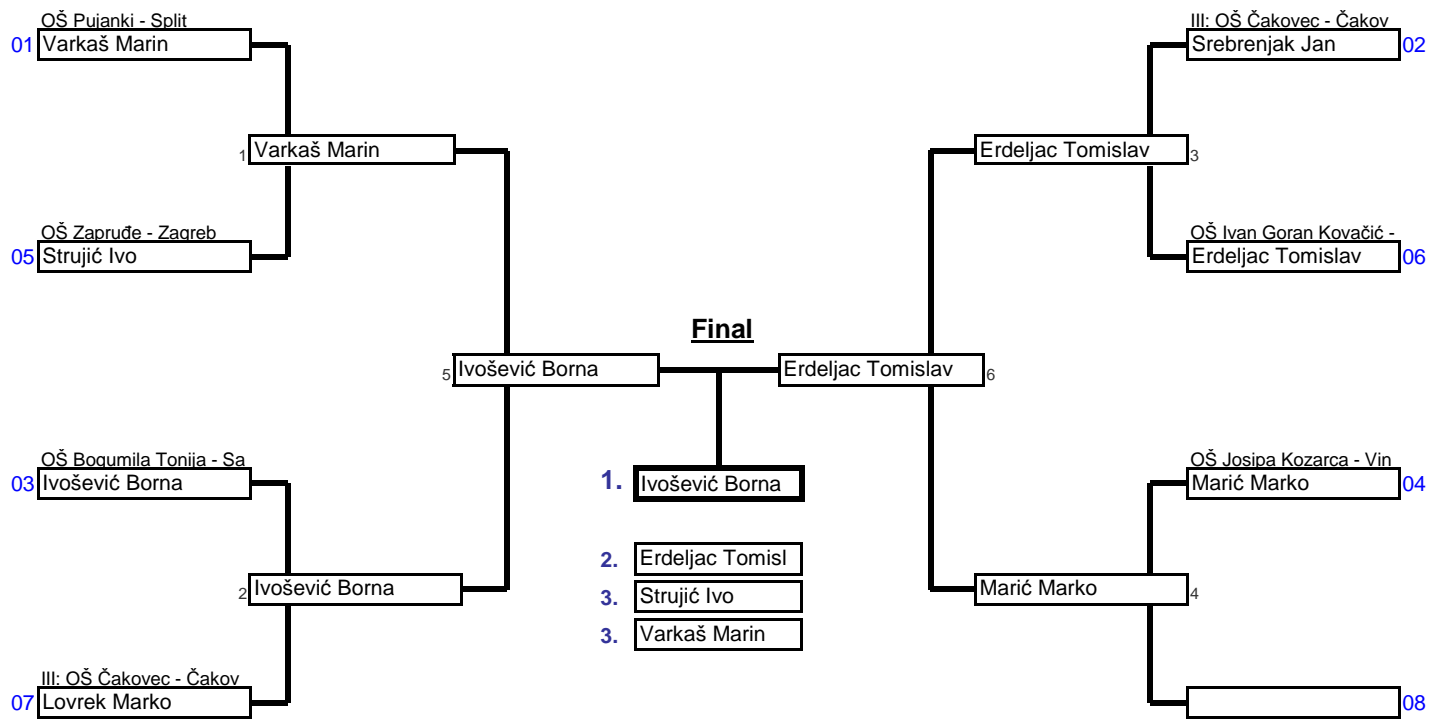 OŠ Pujanki - Split
01 Varkaš Marin
1 Varkaš Marin
OŠ Zapruđe - Zagreb
05 Strujić Ivo
5 Ivošević Borna
OŠ Bogumila Tonija - Sa
03 Ivošević Borna
2 Ivošević Borna
III: OŠ Čakovec - Čakov
07 Lovrek Marko
Final
1. Ivošević Borna
2. Erdeljac Tomisl
3. Strujić Ivo
3. Varkaš Marin
III: OŠ Čakovec - Čakov
Srebrenjak Jan 02
Erdeljac Tomislav 3
OŠ Ivan Goran Kovačić -
Erdeljac Tomislav 06
Erdeljac Tomislav 6
OŠ Josipa Kozarca - Vin
Marić Marko 04
Marić Marko 4
08